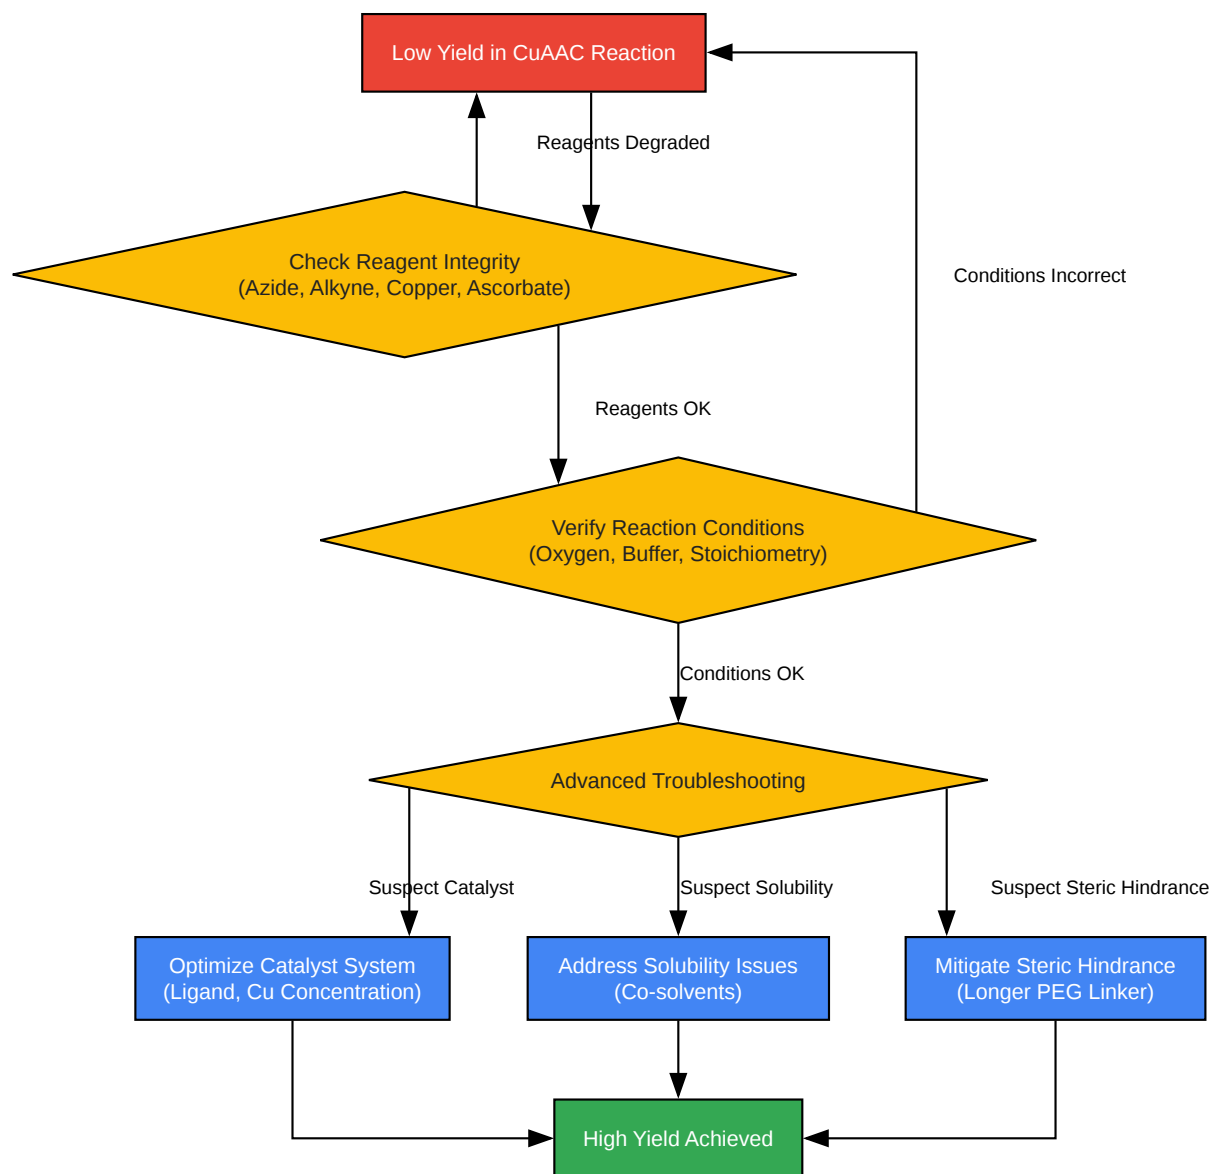 Low Yield in CuAAC Reaction
Reagents Degraded
Check Reagent Integrity
(Azide, Alkyne, Copper, Ascorbate)
Conditions Incorrect
Reagents OK
Verify Reaction Conditions
(Oxygen, Buffer, Stoichiometry)
Conditions OK
Advanced Troubleshooting
Suspect Catalyst
Suspect Solubility
Suspect Steric Hindrance
Optimize Catalyst System
(Ligand, Cu Concentration)
Address Solubility Issues
(Co-solvents)
Mitigate Steric Hindrance
(Longer PEG Linker)
High Yield Achieved